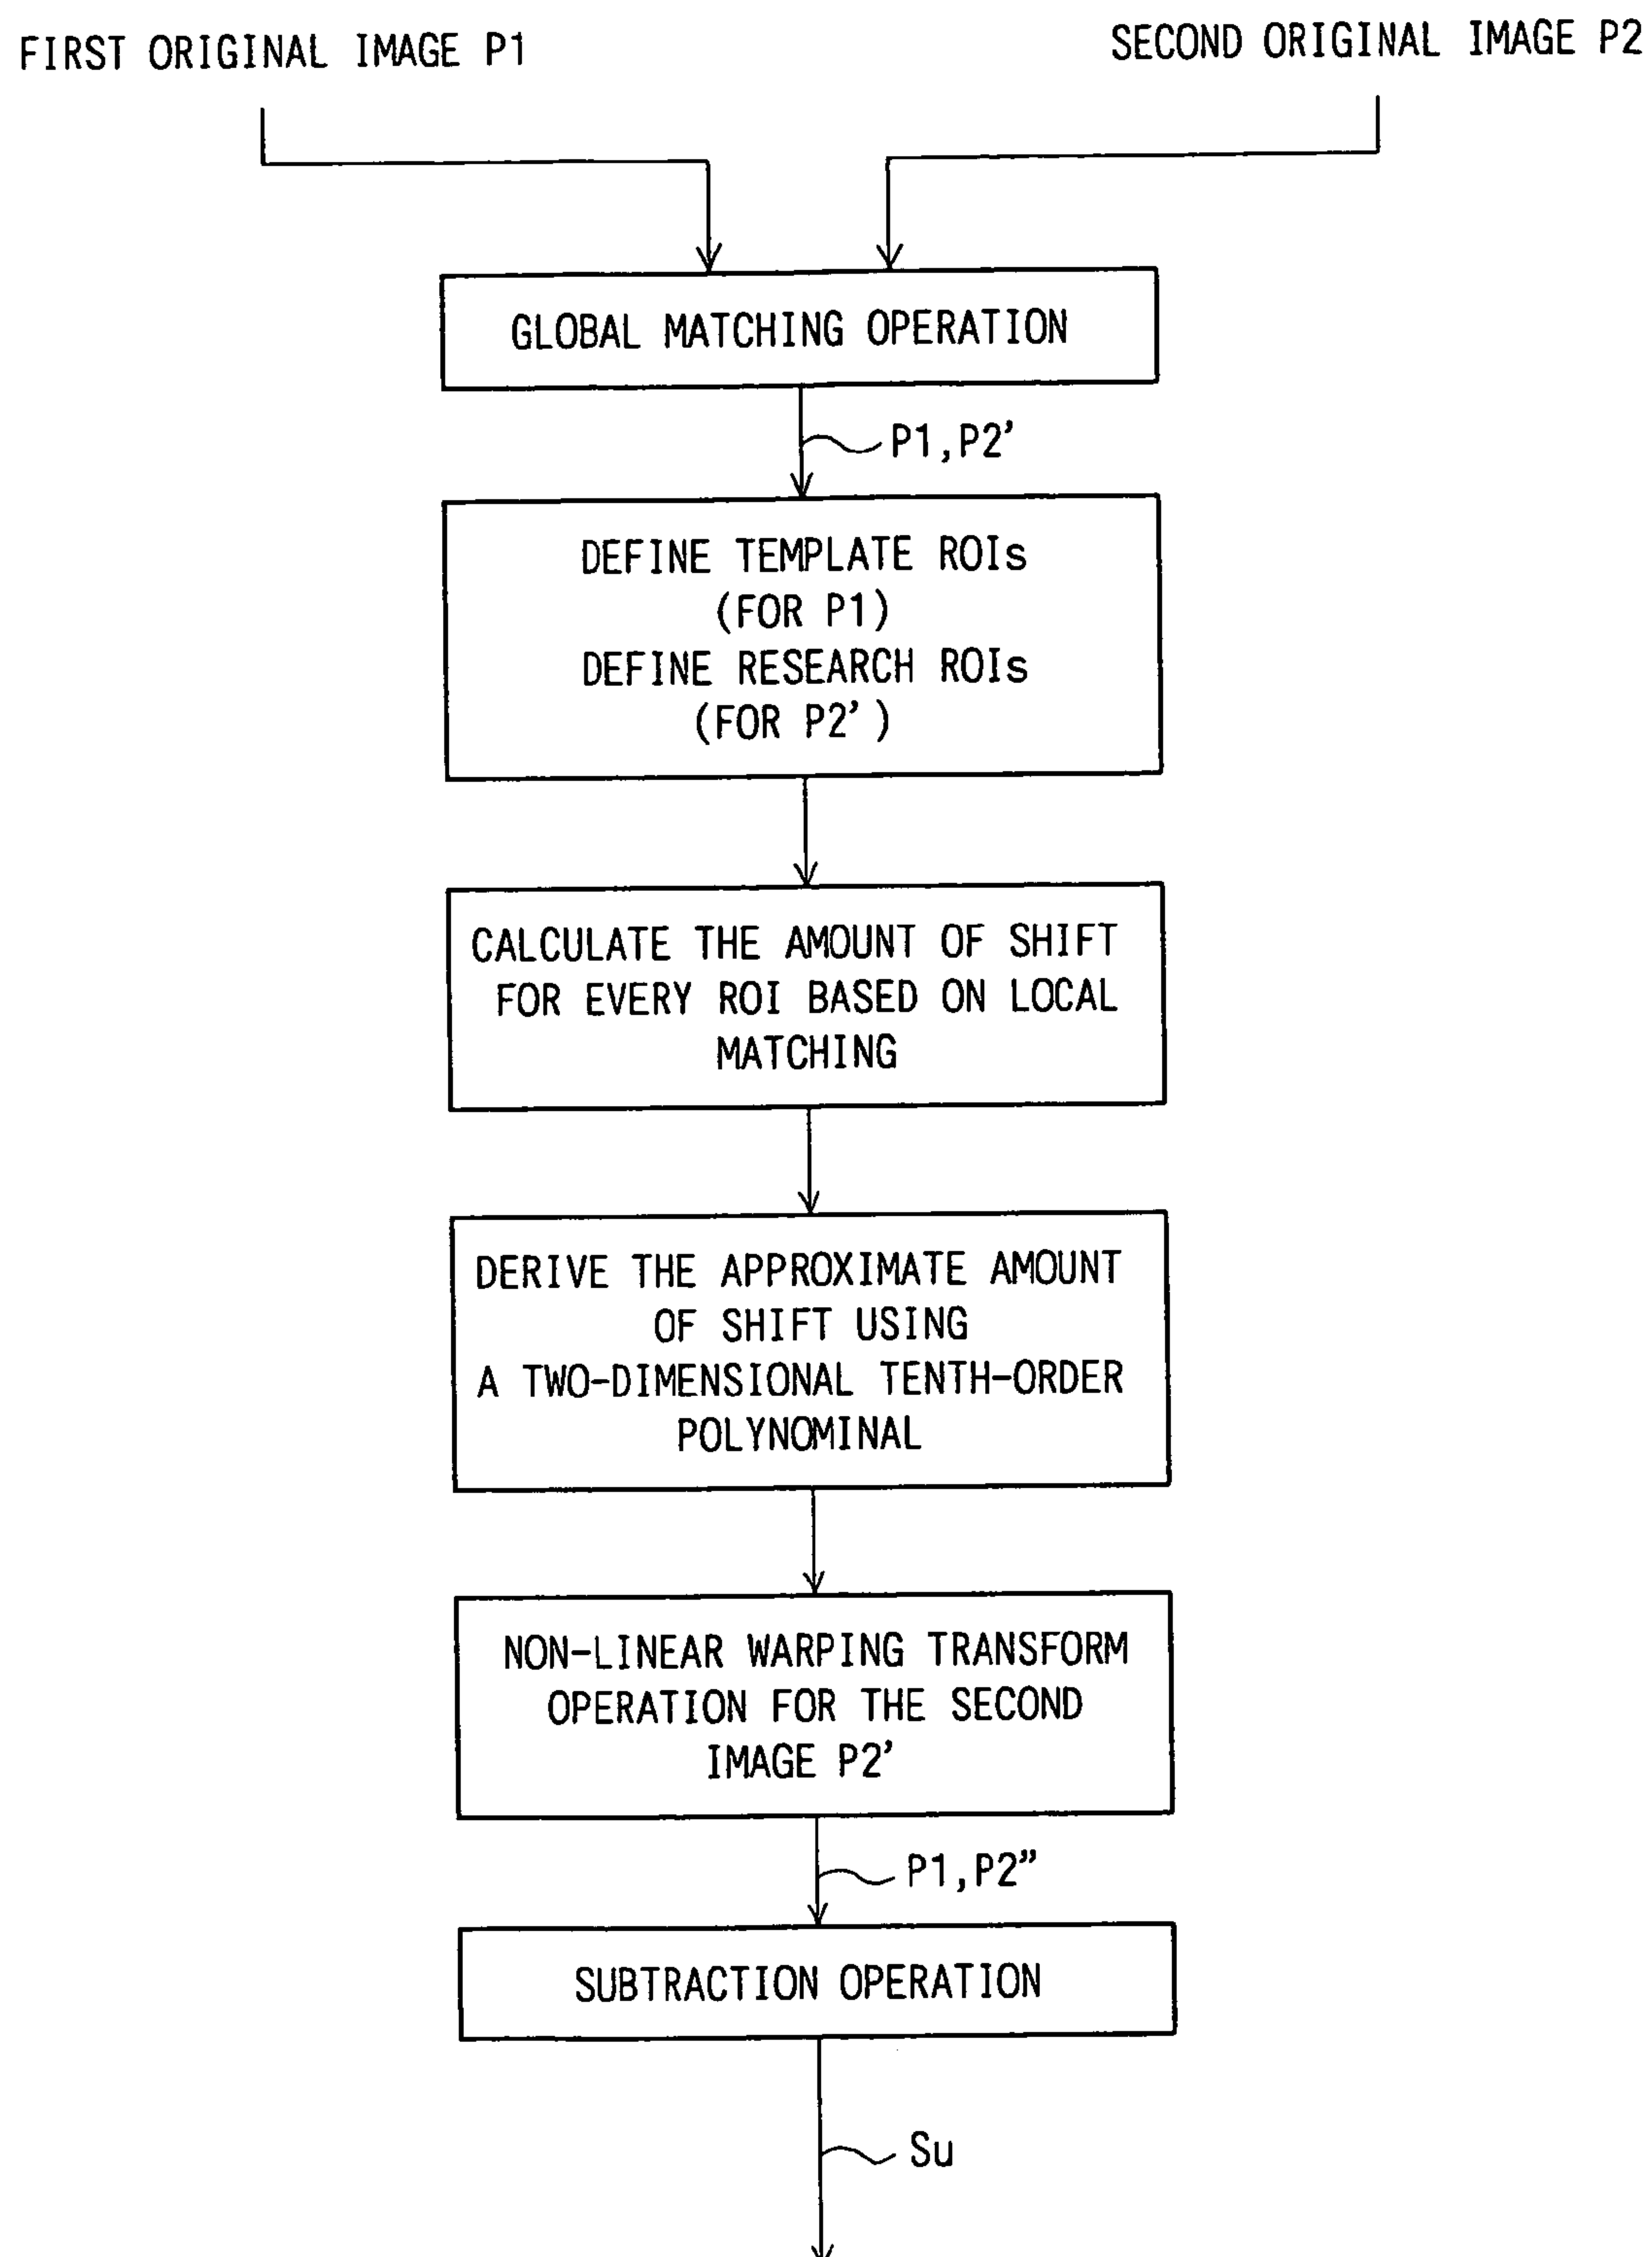 FIRST ORIGINAL IMAGE P1
SECOND ORIGINAL IMAGE P2
GLOBAL MATCHING OPERATION
P1,P2'
DEFINE TEMPLATE ROIs
(FOR P1)
DEFINE RESEARCH ROIs
(FOR P2')
CALCULATE THE AMOUNT OF SHIFT
FOR EVERY ROI BASED ON LOCAL
MATCHING
DERIVE THE APPROXIMATE AMOUNT
OF SHIFT USING
A TWO-DIMENSIONAL TENTH-ORDER
POLYNOMINAL
NON-LINEAR WARPING TRANSFORM
OPERATION FOR THE SECOND
IMAGE P2'
P1,P2"
SUBTRACTION OPERATION
Su